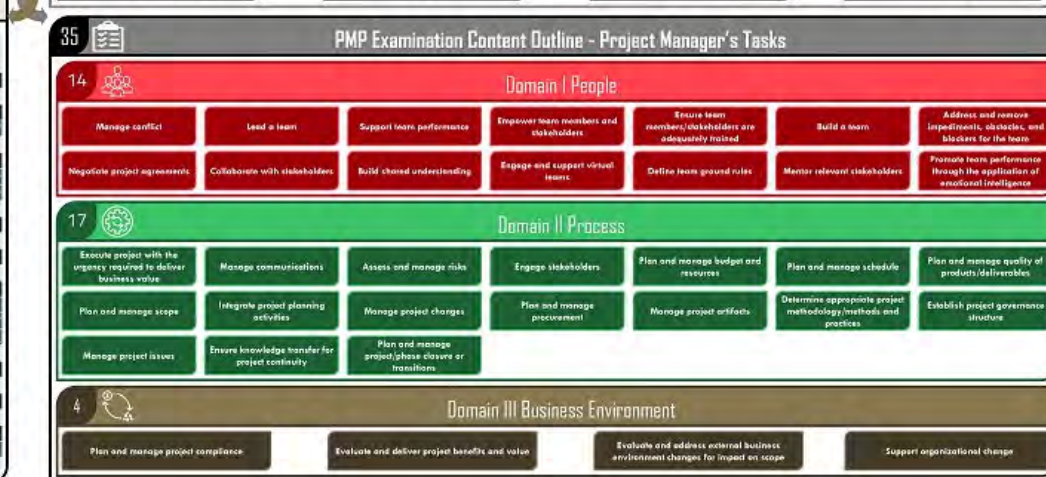 35
PMP Examination Content Outline - Project Manager's Tasks
14
Domain I People
Manage conflict
Lead a team
Support team performance
Empower team members and
stakeholders
Ensure team
members/stakeholders are
adequately trained
Build a team
Address and remove
impediments, obstacles, and
blockers for the team
Negotiate project agreements
Collaborate with stakeholders
Build shared understanding
Engage and support virtual
teams
Define team ground rules
Mentor relevant stakeholders
Promote team performance
through the application of
emotional intelligence
17
Domain II Process
Execute project with the
urgency required to deliver
business value
Manage communications
Assess and manage risks
Engage stakeholders
Plan and manage budget and
resources
Plan and manage schedule
Plan and manage quality of
products/deliverables
Plan and manage scope
Integrate project planning
activities
Manage project changes
Plan and manage
procurement
Manage project artifacts
Determine appropriate project
methodology/methods and
practices
Establish project governance
structure
Manage project issues
Ensure knowledge transfer for
project continuity
Plan and manage
project/phase closure or
transitions
4
Domain III Business Environment
Plan and manage project compliance
Evaluate and deliver project benefits and value
Evaluate and address external business
environment changes for impact on scope
Support organizational change